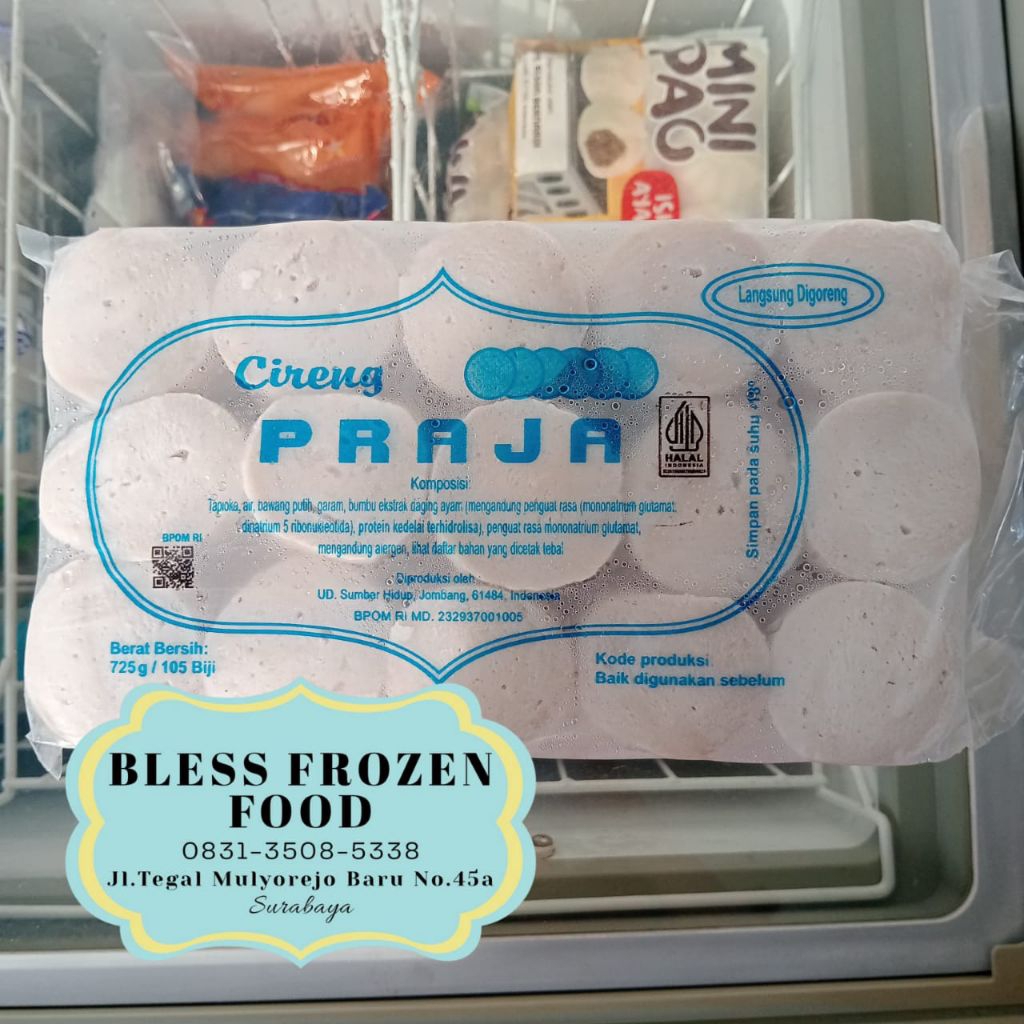 MINI
PAO
ISI
AYAM
Langsung Digoreng
Cireng
PRAJA
HALAL
INDONESIA
Komposisi
Tapioka, air, bawang putih, garam, bumbu ekstrak daging ayam (mengandung penguat rasa (mononatrium glutamat,
dinatrium 5 ribonukleotida), protein kedelai terhidrolisa), penguat rasa mononatrium glutamat,
mengandung alergen, lihat daftar bahan yang dicetak tebal
Simpan pada suhu
BPOM RI
Diproduksi oleh
UD. Sumber Hidup, Jombang, 61484, Indonesia
BPOM RI MD. 232937001005
Berat Bersih:
725g / 105 Biji
Kode produksi
Baik digunakan sebelum
BLESS FROZEN
FOOD
0831-3508-5338
Jl.Tegal Mulyorejo Baru No.45a
Surabaya